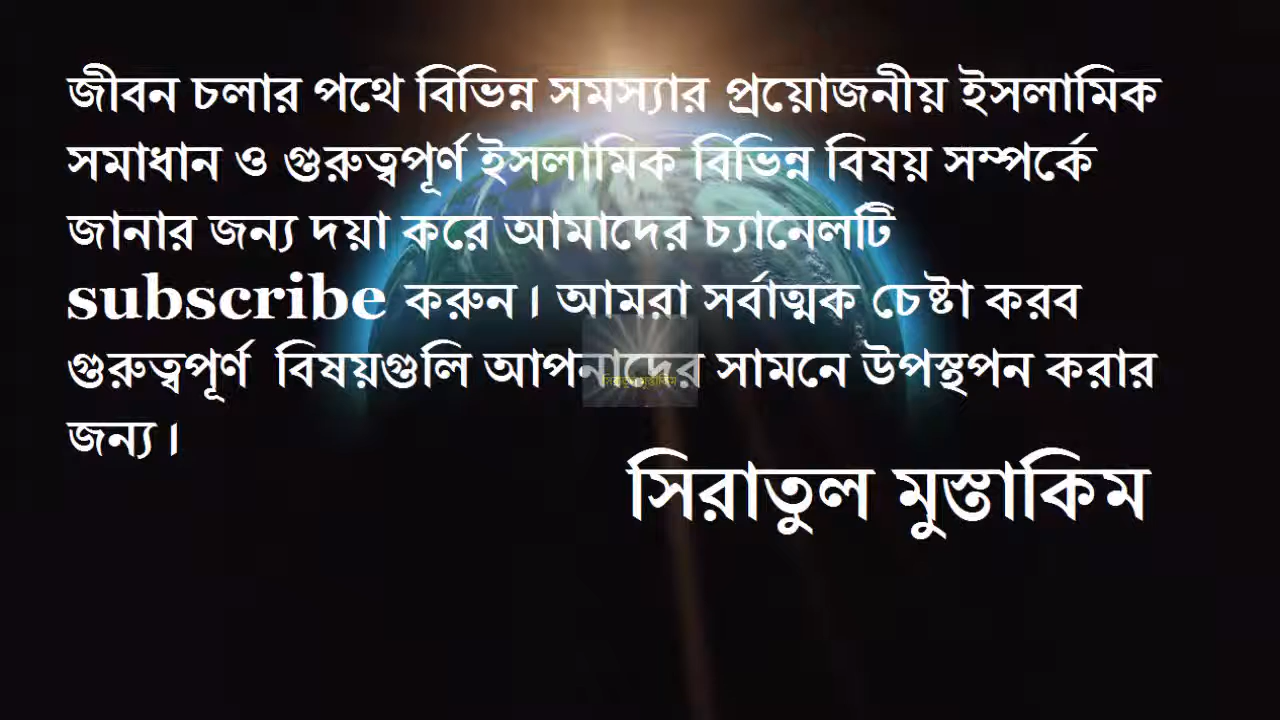 জীবন চলার পথে বিভিন্ন সমস্যার প্রয়োজনীয় ইসলামিক
সমাধান ও গুরুত্বপূর্ণ ইসলামিক বিভিন্ন বিষয় সম্পর্কে
জানার জন্য দয়া করে আমাদের চ্যানেলটি
subscribe করুন। আমরা সর্বাত্মক চেষ্টা করব
গুরুত্বপূর্ণ বিষয়গুলি আপনাদের সামনে উপস্থপন করার
জন্য।
সিরাতুল মুস্তাকিম
সিরাতুল মুস্তাকিম